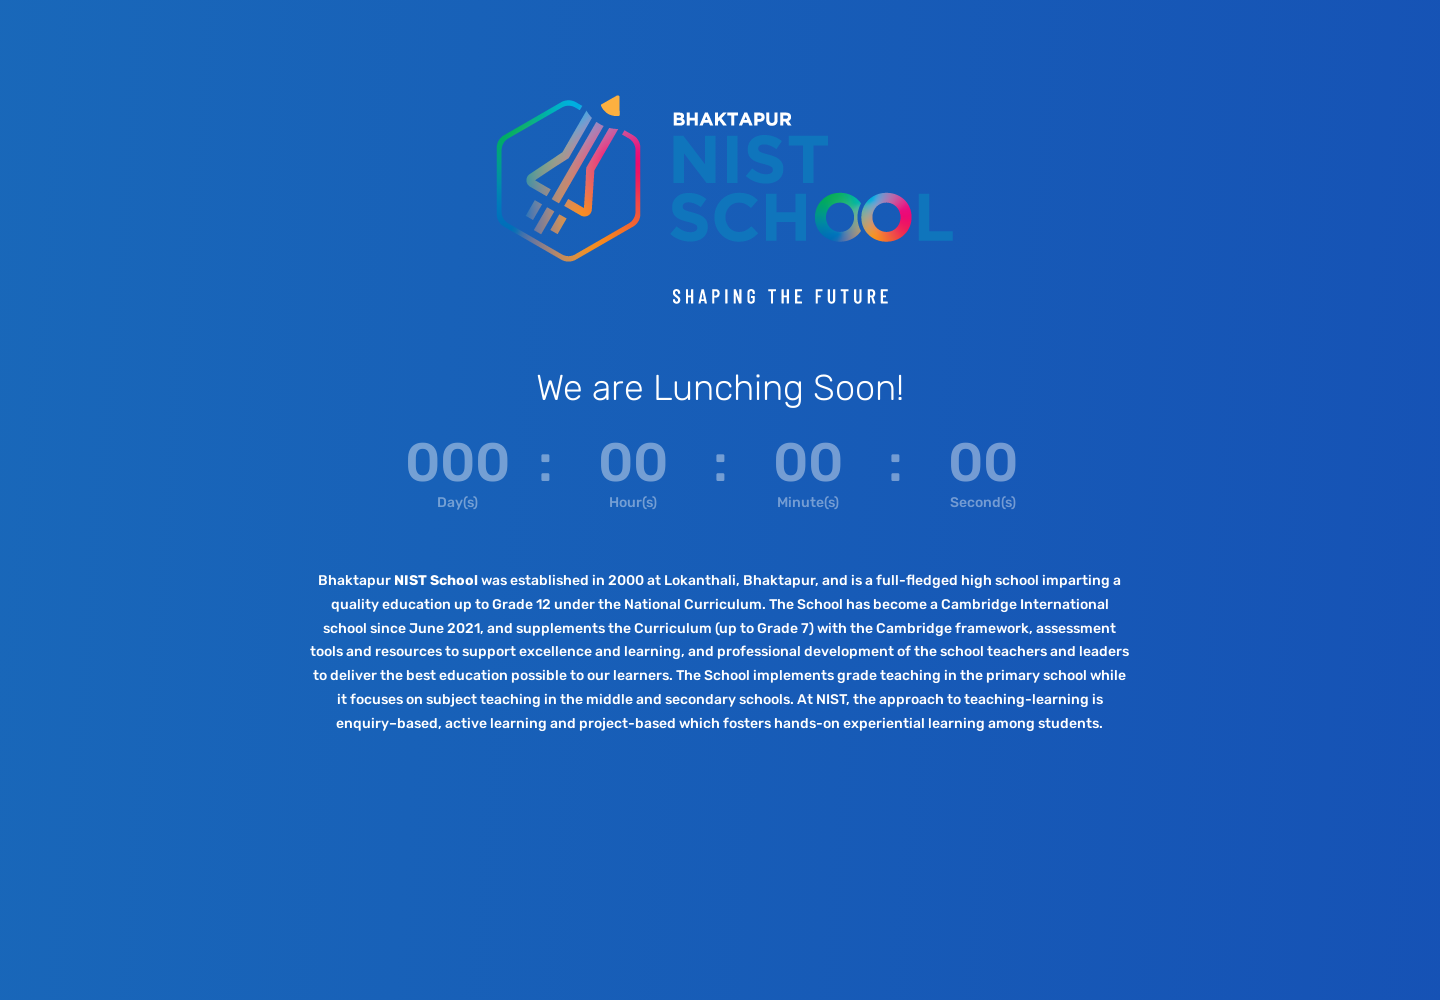 BHAKTAPUR
NIST
SCHOOL
SHAPING THE FUTURE
We are Lunching Soon!
000 : 00 : 00 : 00
Day(s) Hour(s) Minute(s) Second(s)
Bhaktapur NIST School was established in 2000 at Lokanthali, Bhaktapur, and is a full-fledged high school imparting a
quality education up to Grade 12 under the National Curriculum. The School has become a Cambridge International
school since June 2021, and supplements the Curriculum (up to Grade 7) with the Cambridge framework, assessment
tools and resources to support excellence and learning, and professional development of the school teachers and leaders
to deliver the best education possible to our learners. The School implements grade teaching in the primary school while
it focuses on subject teaching in the middle and secondary schools. At NIST, the approach to teaching-learning is
enquiry–based, active learning and project-based which fosters hands-on experiential learning among students.